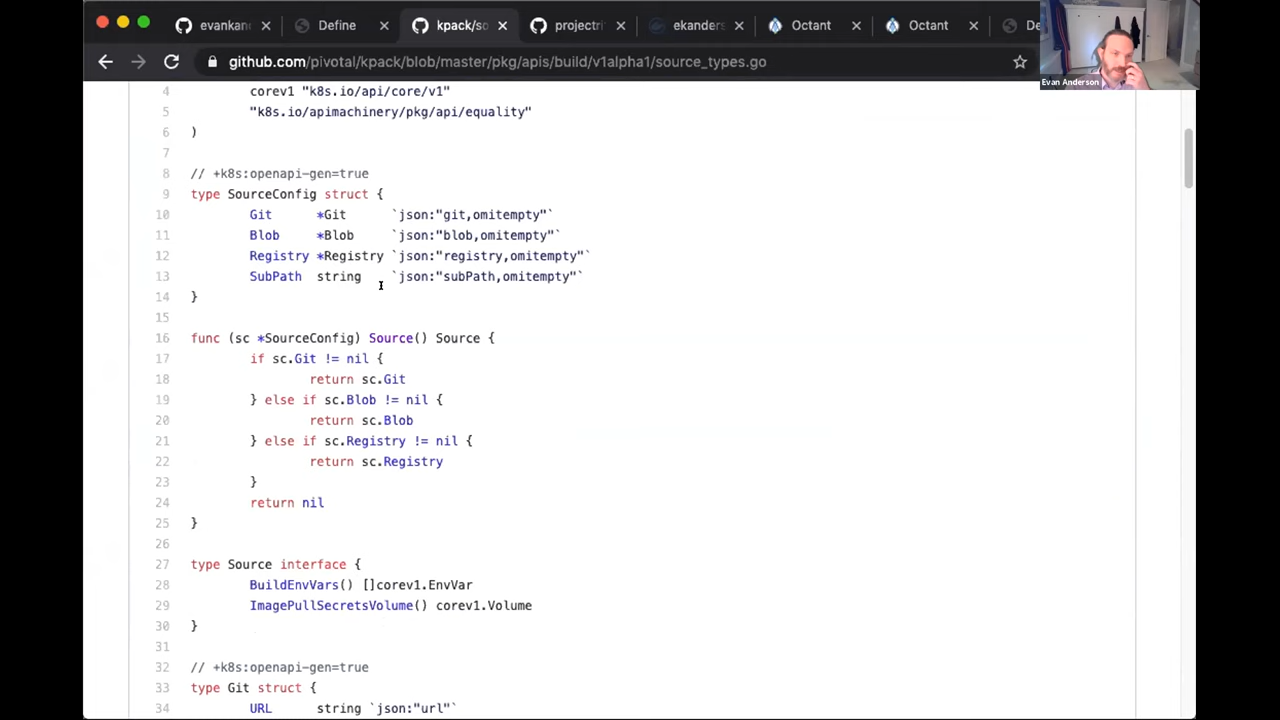 evankan
Define
kpack/so
projectri
ekanders
Octant
Octant
De
github.com/pivotal/kpack/blob/master/pkg/apis/build/v1alpha1/source_types.go
Evan Anderson
4 corev1 "k8s.io/api/core/v1"
5 "k8s.io/apimachinery/pkg/api/equality"
6 )
7
8 // +k8s:openapi-gen=true
9 type SourceConfig struct {
10 Git *Git `json:"git,omitempty"`
11 Blob *Blob `json:"blob,omitempty"`
12 Registry *Registry `json:"registry,omitempty"`
13 SubPath string `json:"subPath,omitempty"`
14 }
15
16 func (sc *SourceConfig) Source() Source {
17 if sc.Git != nil {
18 return sc.Git
19 } else if sc.Blob != nil {
20 return sc.Blob
21 } else if sc.Registry != nil {
22 return sc.Registry
23 }
24 return nil
25 }
26
27 type Source interface {
28 BuildEnvVars() []corev1.EnvVar
29 ImagePullSecretsVolume() corev1.Volume
30 }
31
32 // +k8s:openapi-gen=true
33 type Git struct {
34 URL string `json:"url"`